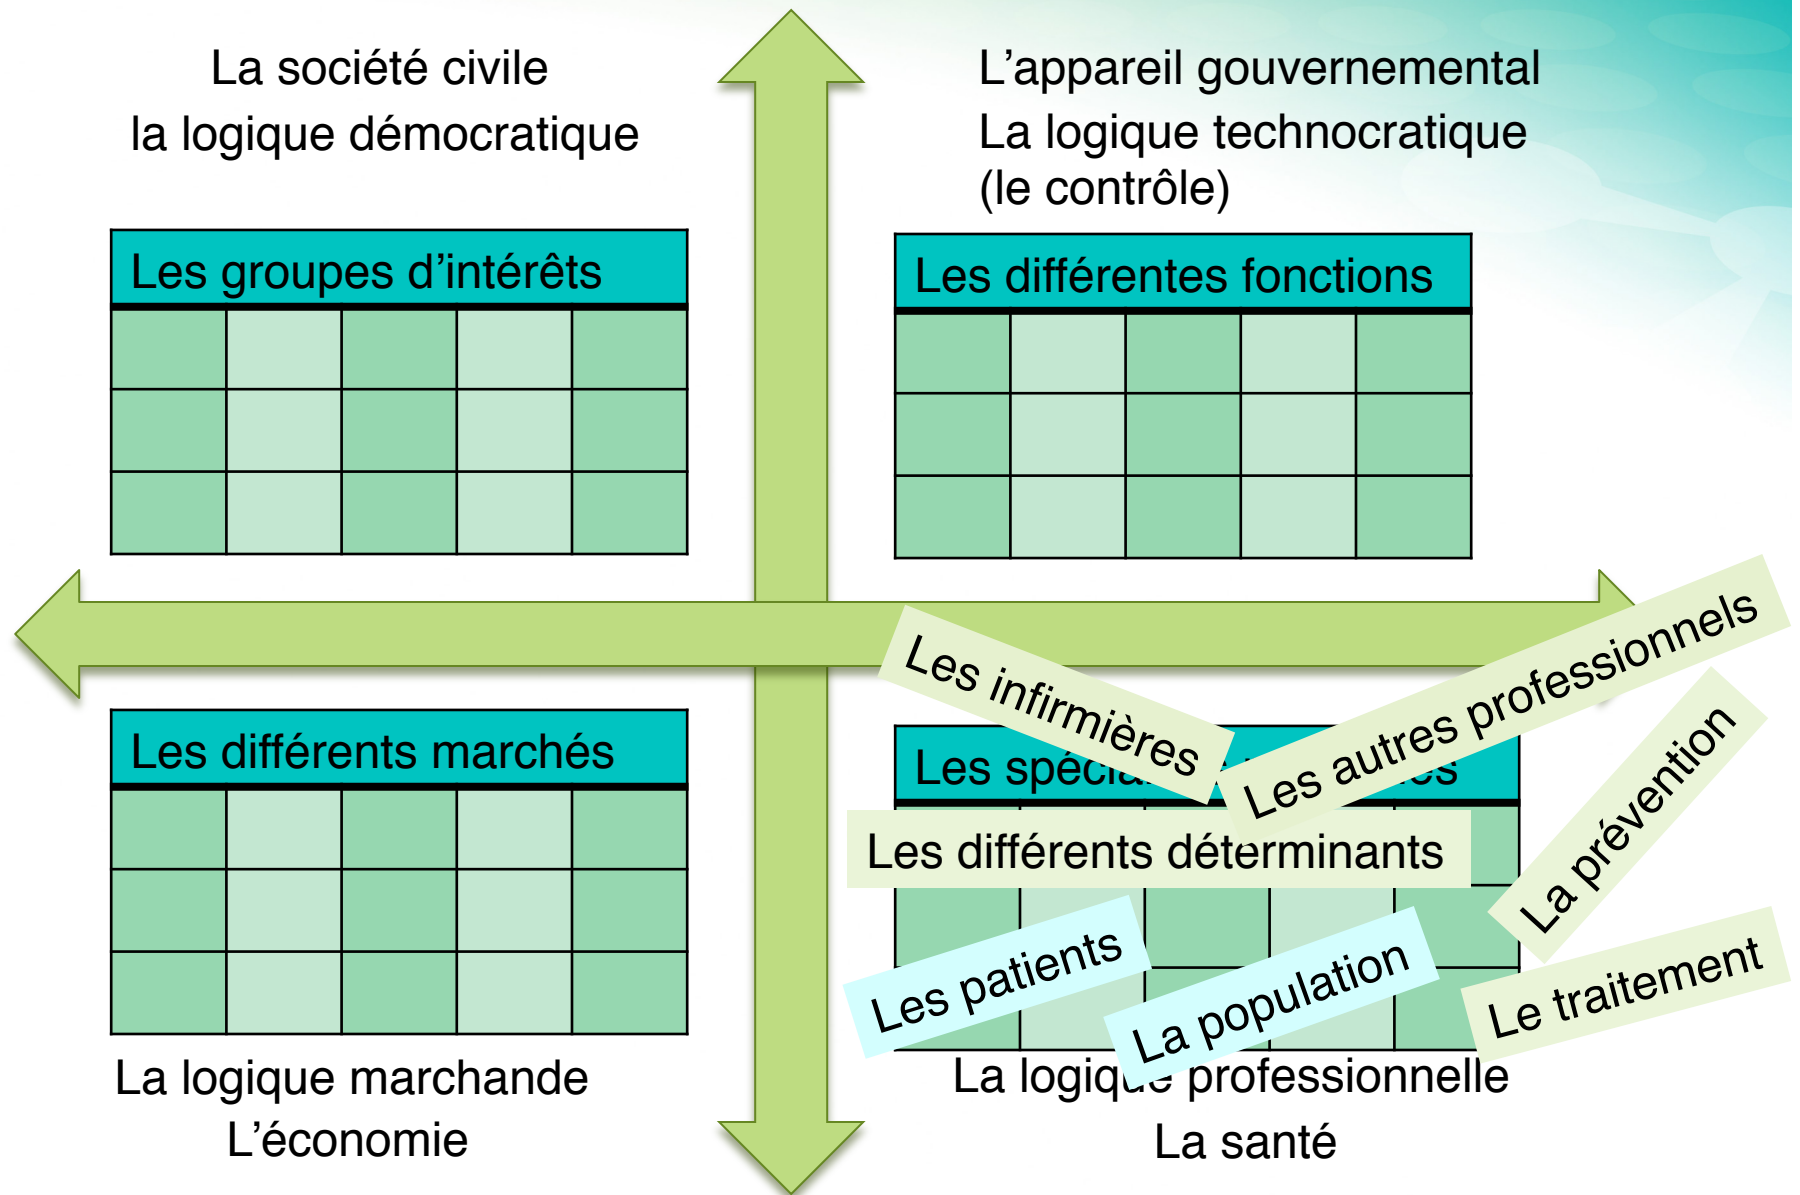 La société civile
la logique démocratique
L'appareil gouvernemental
La logique technocratique
(le contrôle)
Les groupes d'intérêts
Les différentes fonctions
Les infirmières
Les autres professionnels
La prévention
Les différents marchés
Les
Les différents déterminants
Les patients
La population
Le traitement
La logique marchande
L'économie
La logique professionnelle
La santé